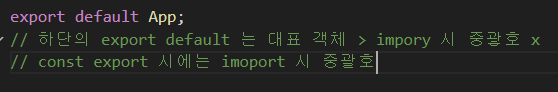 export default App;
// 하단의 export default 는 대표 객체 > impory 시 중괄호 x
// const export 시에는 imoport 시 중괄호